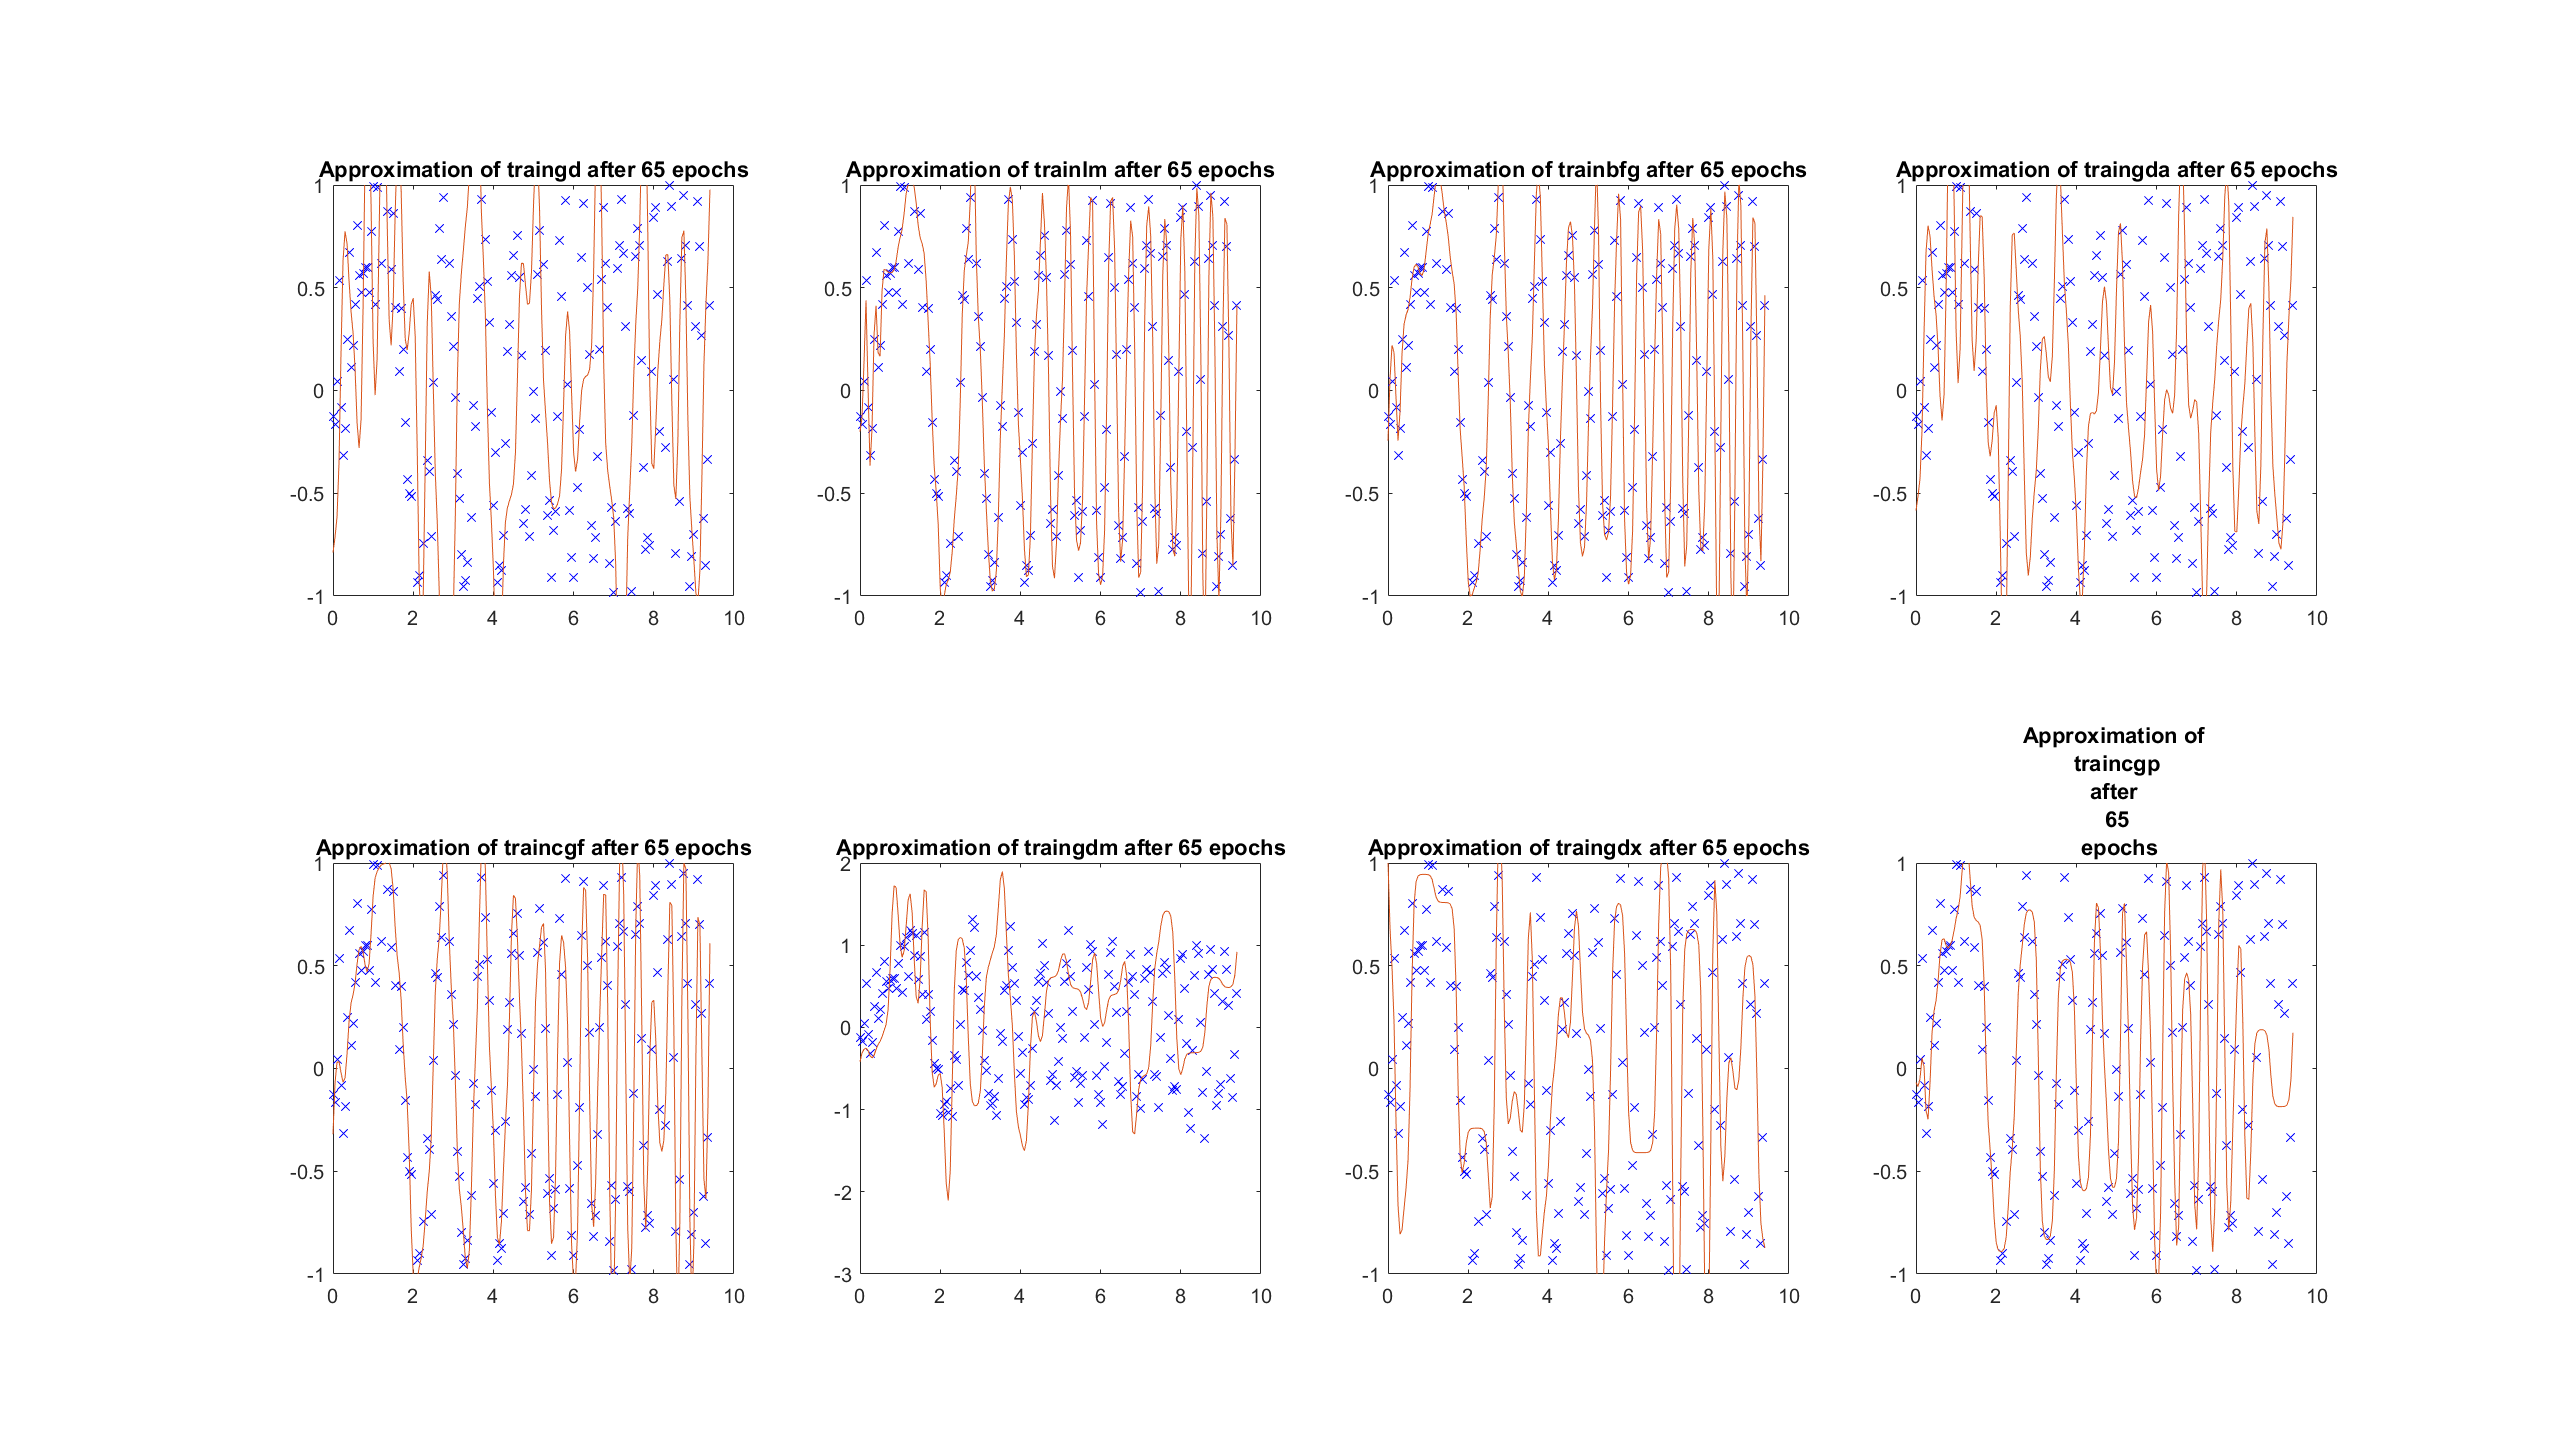 Approximation of traingd after 65 epochs
1
0.5
0
-0.5
-1
0 2 4 6 8 10
Approximation of trainlm after 65 epochs
1
0.5
0
-0.5
-1
0 2 4 6 8 10
Approximation of trainbfg after 65 epochs
1
0.5
0
-0.5
-1
0 2 4 6 8 10
Approximation of traingda after 65 epochs
1
0.5
0
-0.5
-1
0 2 4 6 8 10
Approximation of traincgf after 65 epochs
1
0.5
0
-0.5
-1
0 2 4 6 8 10
Approximation of traingdm after 65 epochs
2
1
0
-1
-2
-3
0 2 4 6 8 10
Approximation of traingdx after 65 epochs
1
0.5
0
-0.5
-1
0 2 4 6 8 10
Approximation of
traincgp
after
65
epochs
1
0.5
0
-0.5
-1
0 2 4 6 8 10